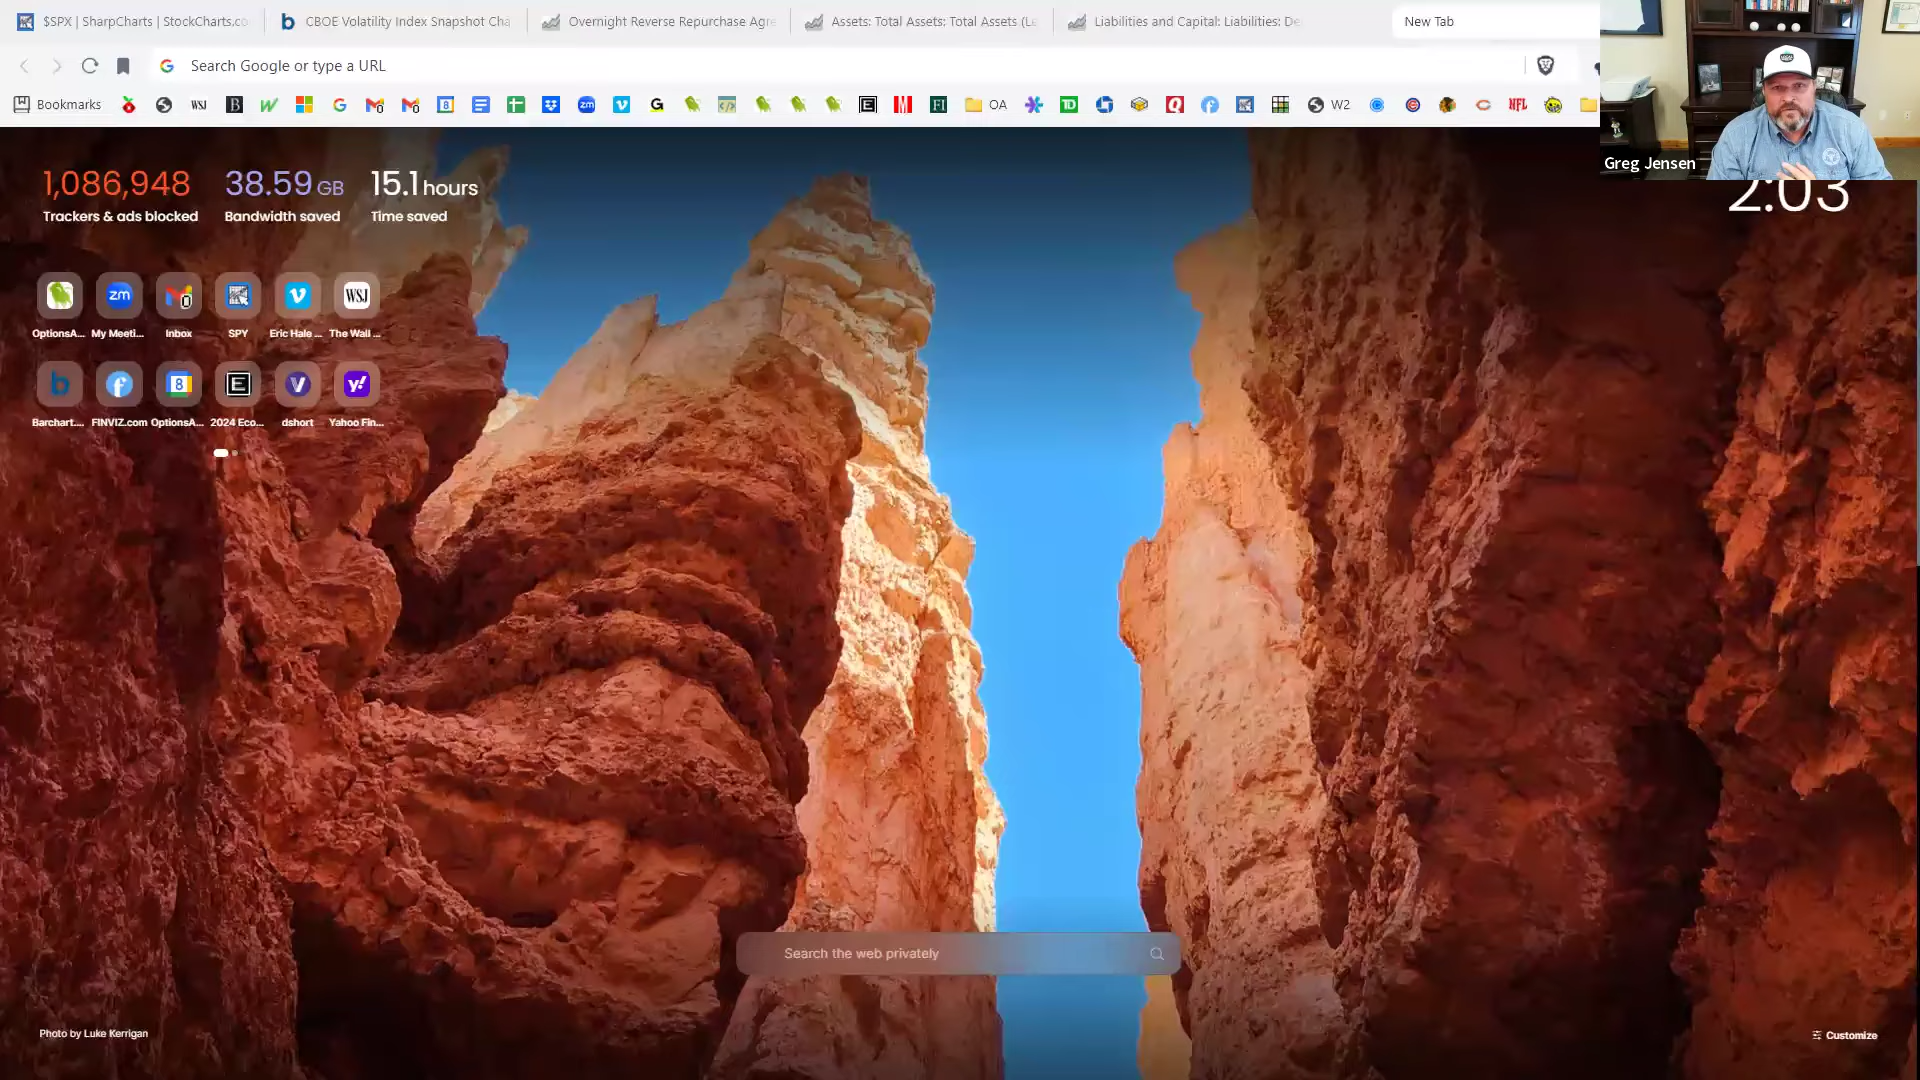 $SPX | SharpCharts | StockCharts.co
CBOE Volatility Index Snapshot Cha
Overnight Reverse Repurchase Agre
Assets: Total Assets: Total Assets (Le
Liabilities and Capital: Liabilities: De
New Tab
Search Google or type a URL
Bookmarks
WSJ
OA
W2
NFL
Greg Jensen
1,086,948
Trackers & ads blocked
38.59 GB
Bandwidth saved
15.1 hours
Time saved
2:03
zm
WSJ
OptionsA...
My Meeti...
Inbox
SPY
Eric Hale ...
The Wall ...
Barchart....
FINVIZ.com
OptionsA...
2024 Eco...
dshort
Yahoo Fin...
Search the web privately
Photo by Luke Kerrigan
Customize